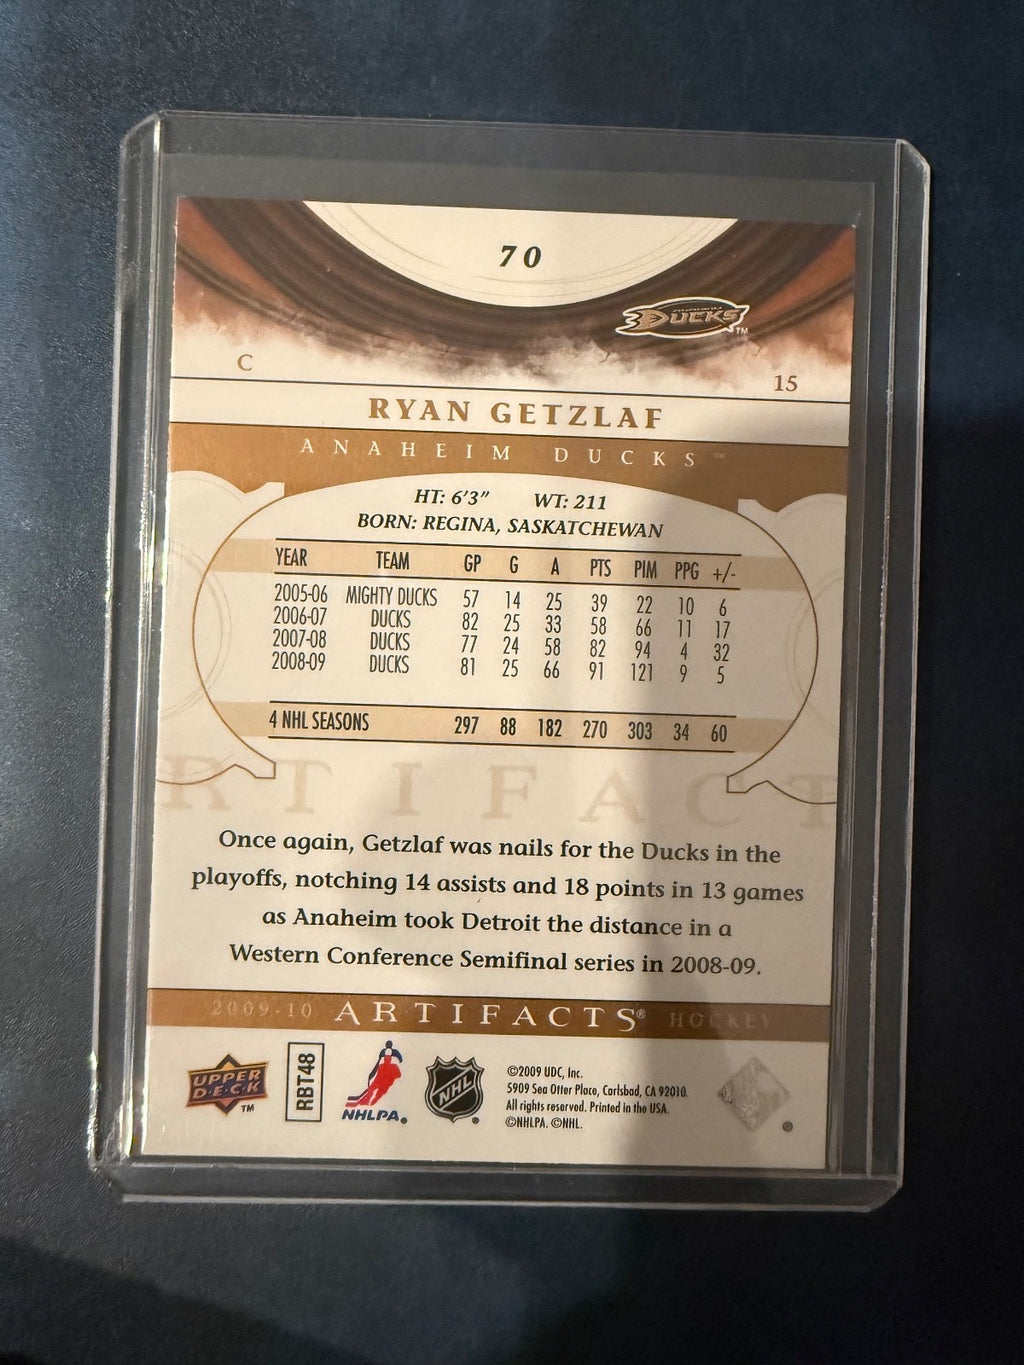 70
DUCKS™
C
15
RYAN GETZLAF
ANAHEIM DUCKS™
HT: 6'3" WT: 211
BORN: REGINA, SASKATCHEWAN
YEAR TEAM GP G A PTS PIM PPG +/-
2005-06 MIGHTY DUCKS 57 14 25 39 22 10 6
2006-07 DUCKS 82 25 33 58 66 11 17
2007-08 DUCKS 77 24 58 82 94 4 32
2008-09 DUCKS 81 25 66 91 121 9 5
4 NHL SEASONS 297 88 182 270 303 34 60
RTIFACT
Once again, Getzlaf was nails for the Ducks in the
playoffs, notching 14 assists and 18 points in 13 games
as Anaheim took Detroit the distance in a
Western Conference Semifinal series in 2008-09.
2009-10 ARTIFACTS® HOCKEY
UPPER
D·E·C·K
™
RBT48
NHLPA®
NHL®
©2009 UDC, Inc.
5909 Sea Otter Place, Carlsbad, CA 92010.
All rights reserved. Printed in the USA.
©NHLPA. ©NHL.
®